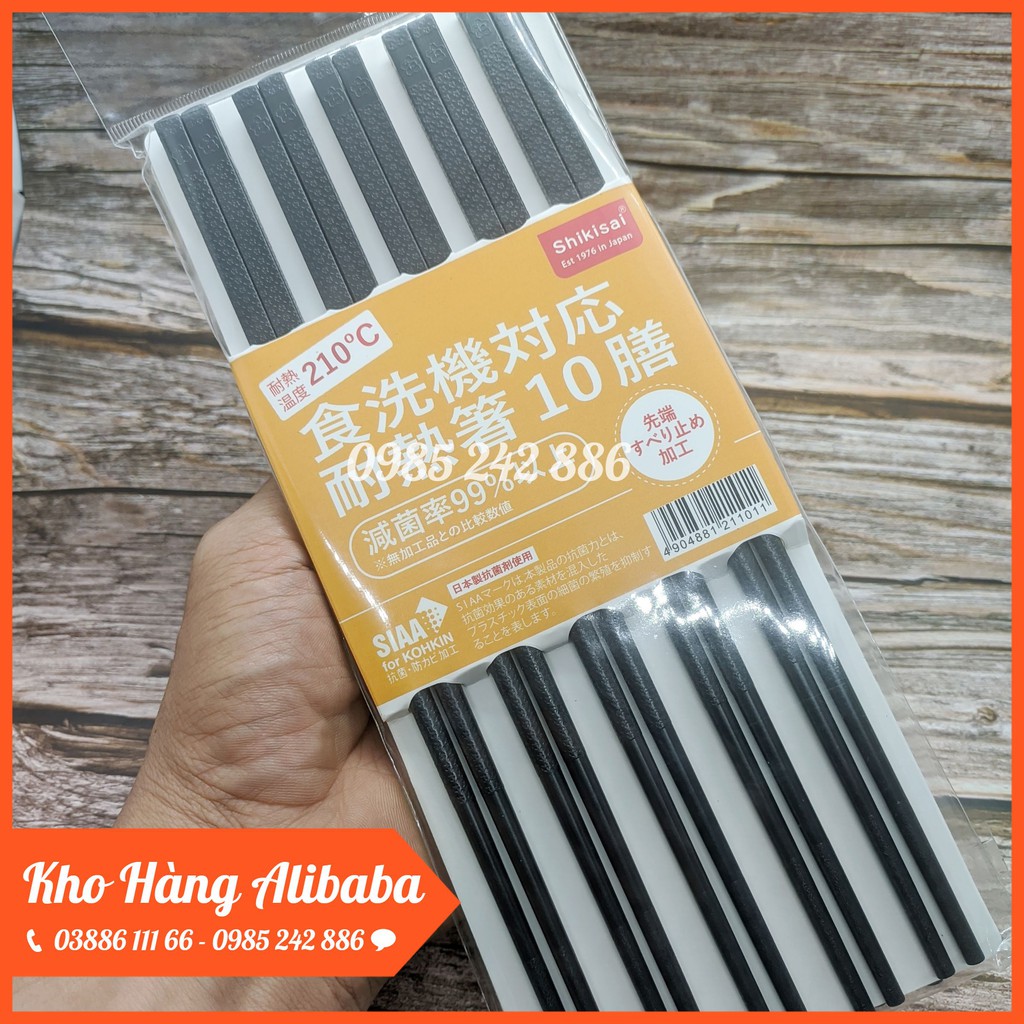 Shikisai®
Est 1976 in Japan
耐熱
温度 210℃
食洗機対応
耐熱箸 10膳
0985 242 886
減菌率99%
※無加工品との比較数値
先端
すべり止め
加工
4904881211011
日本製抗菌剤使用
SIAAマークは、本製品の抗菌力とは、
抗菌効果のある素材を混入した
プラスチック表面の細菌の繁殖を抑制す
ることを表します。
SIAA
for KOHKIN
抗菌・防カビ加工
Kho Hàng Alibaba
03886 111 66 - 0985 242 886